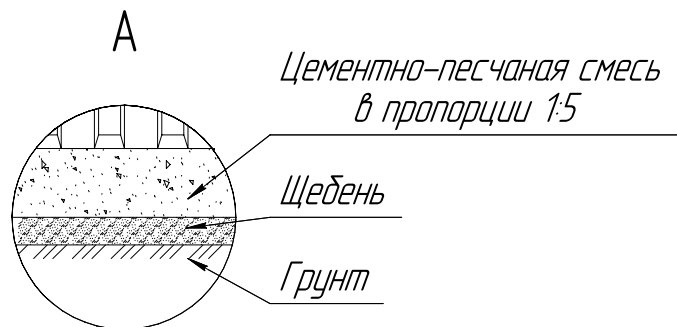 А
Цементно-песчаная смесь
в пропорции 1:5
Щебень
Грунт